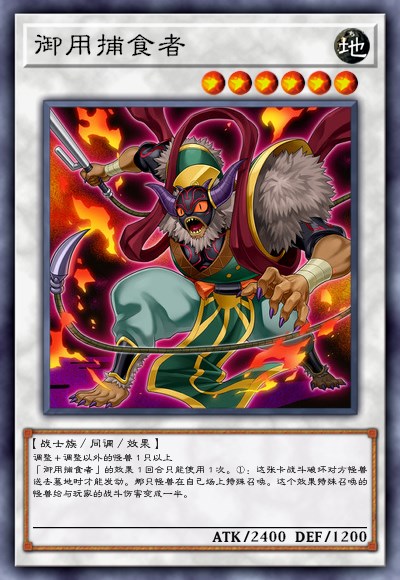 御用捕食者
地
【战士族／同调／效果】
调整＋调整以外的怪兽1只以上
「御用捕食者」的效果1回合只能使用1次。①：这张卡战斗破坏对方怪兽
送去墓地时才能发动。那只怪兽在自己场上特殊召唤。这个效果特殊召唤的
怪兽给与玩家的战斗伤害变成一半。
ATK/2400 DEF/1200